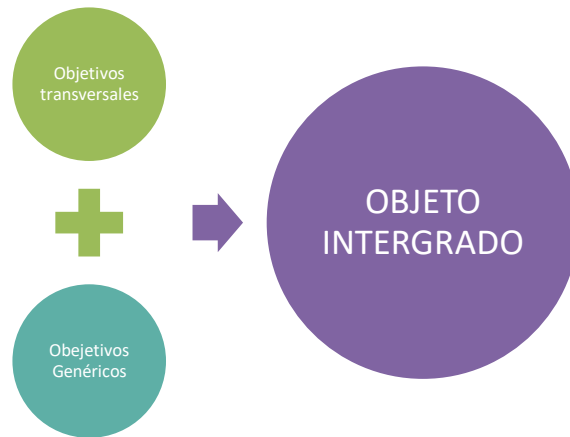 Objetivos
transversales
Obejetivos
Genéricos
OBJETO
INTERGRADO